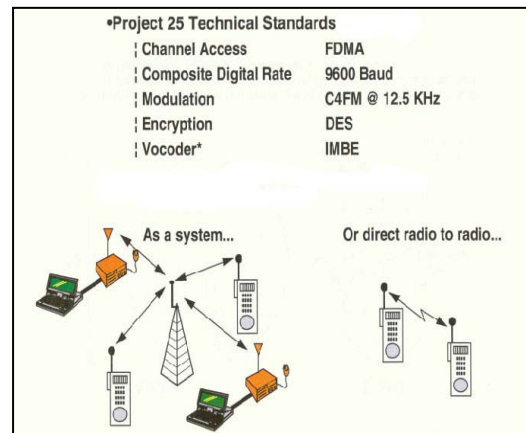 •Project 25 Technical Standards
¦ Channel Access FDMA
¦ Composite Digital Rate 9600 Baud
¦ Modulation C4FM @ 12.5 KHz
¦ Encryption DES
¦ Vocoder* IMBE
As a system... Or direct radio to radio...